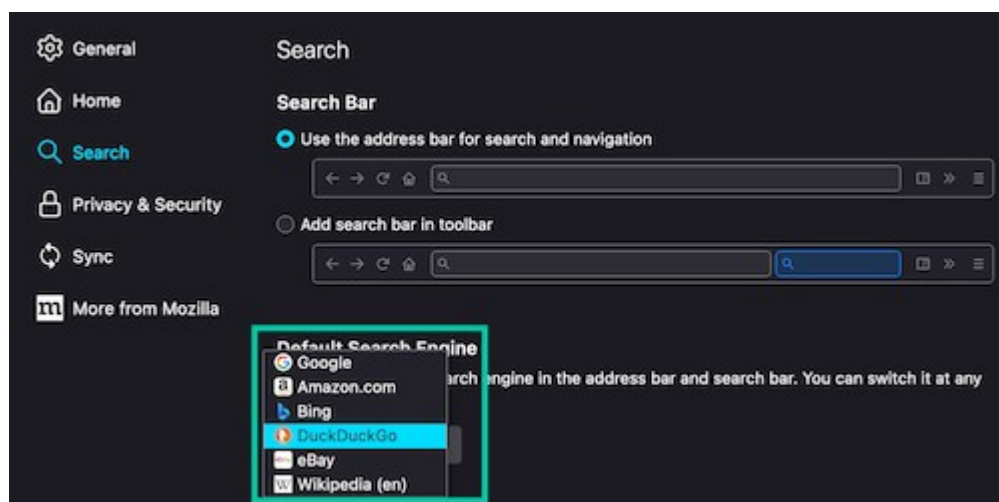 General
Home
Search
Privacy & Security
Sync
More from Mozilla
Search
Search Bar
Use the address bar for search and navigation
Add search bar in toolbar
Default Search Engine
engine in the address bar and search bar. You can switch it at any
Google
Amazon.com
Bing
DuckDuckGo
eBay
Wikipedia (en)